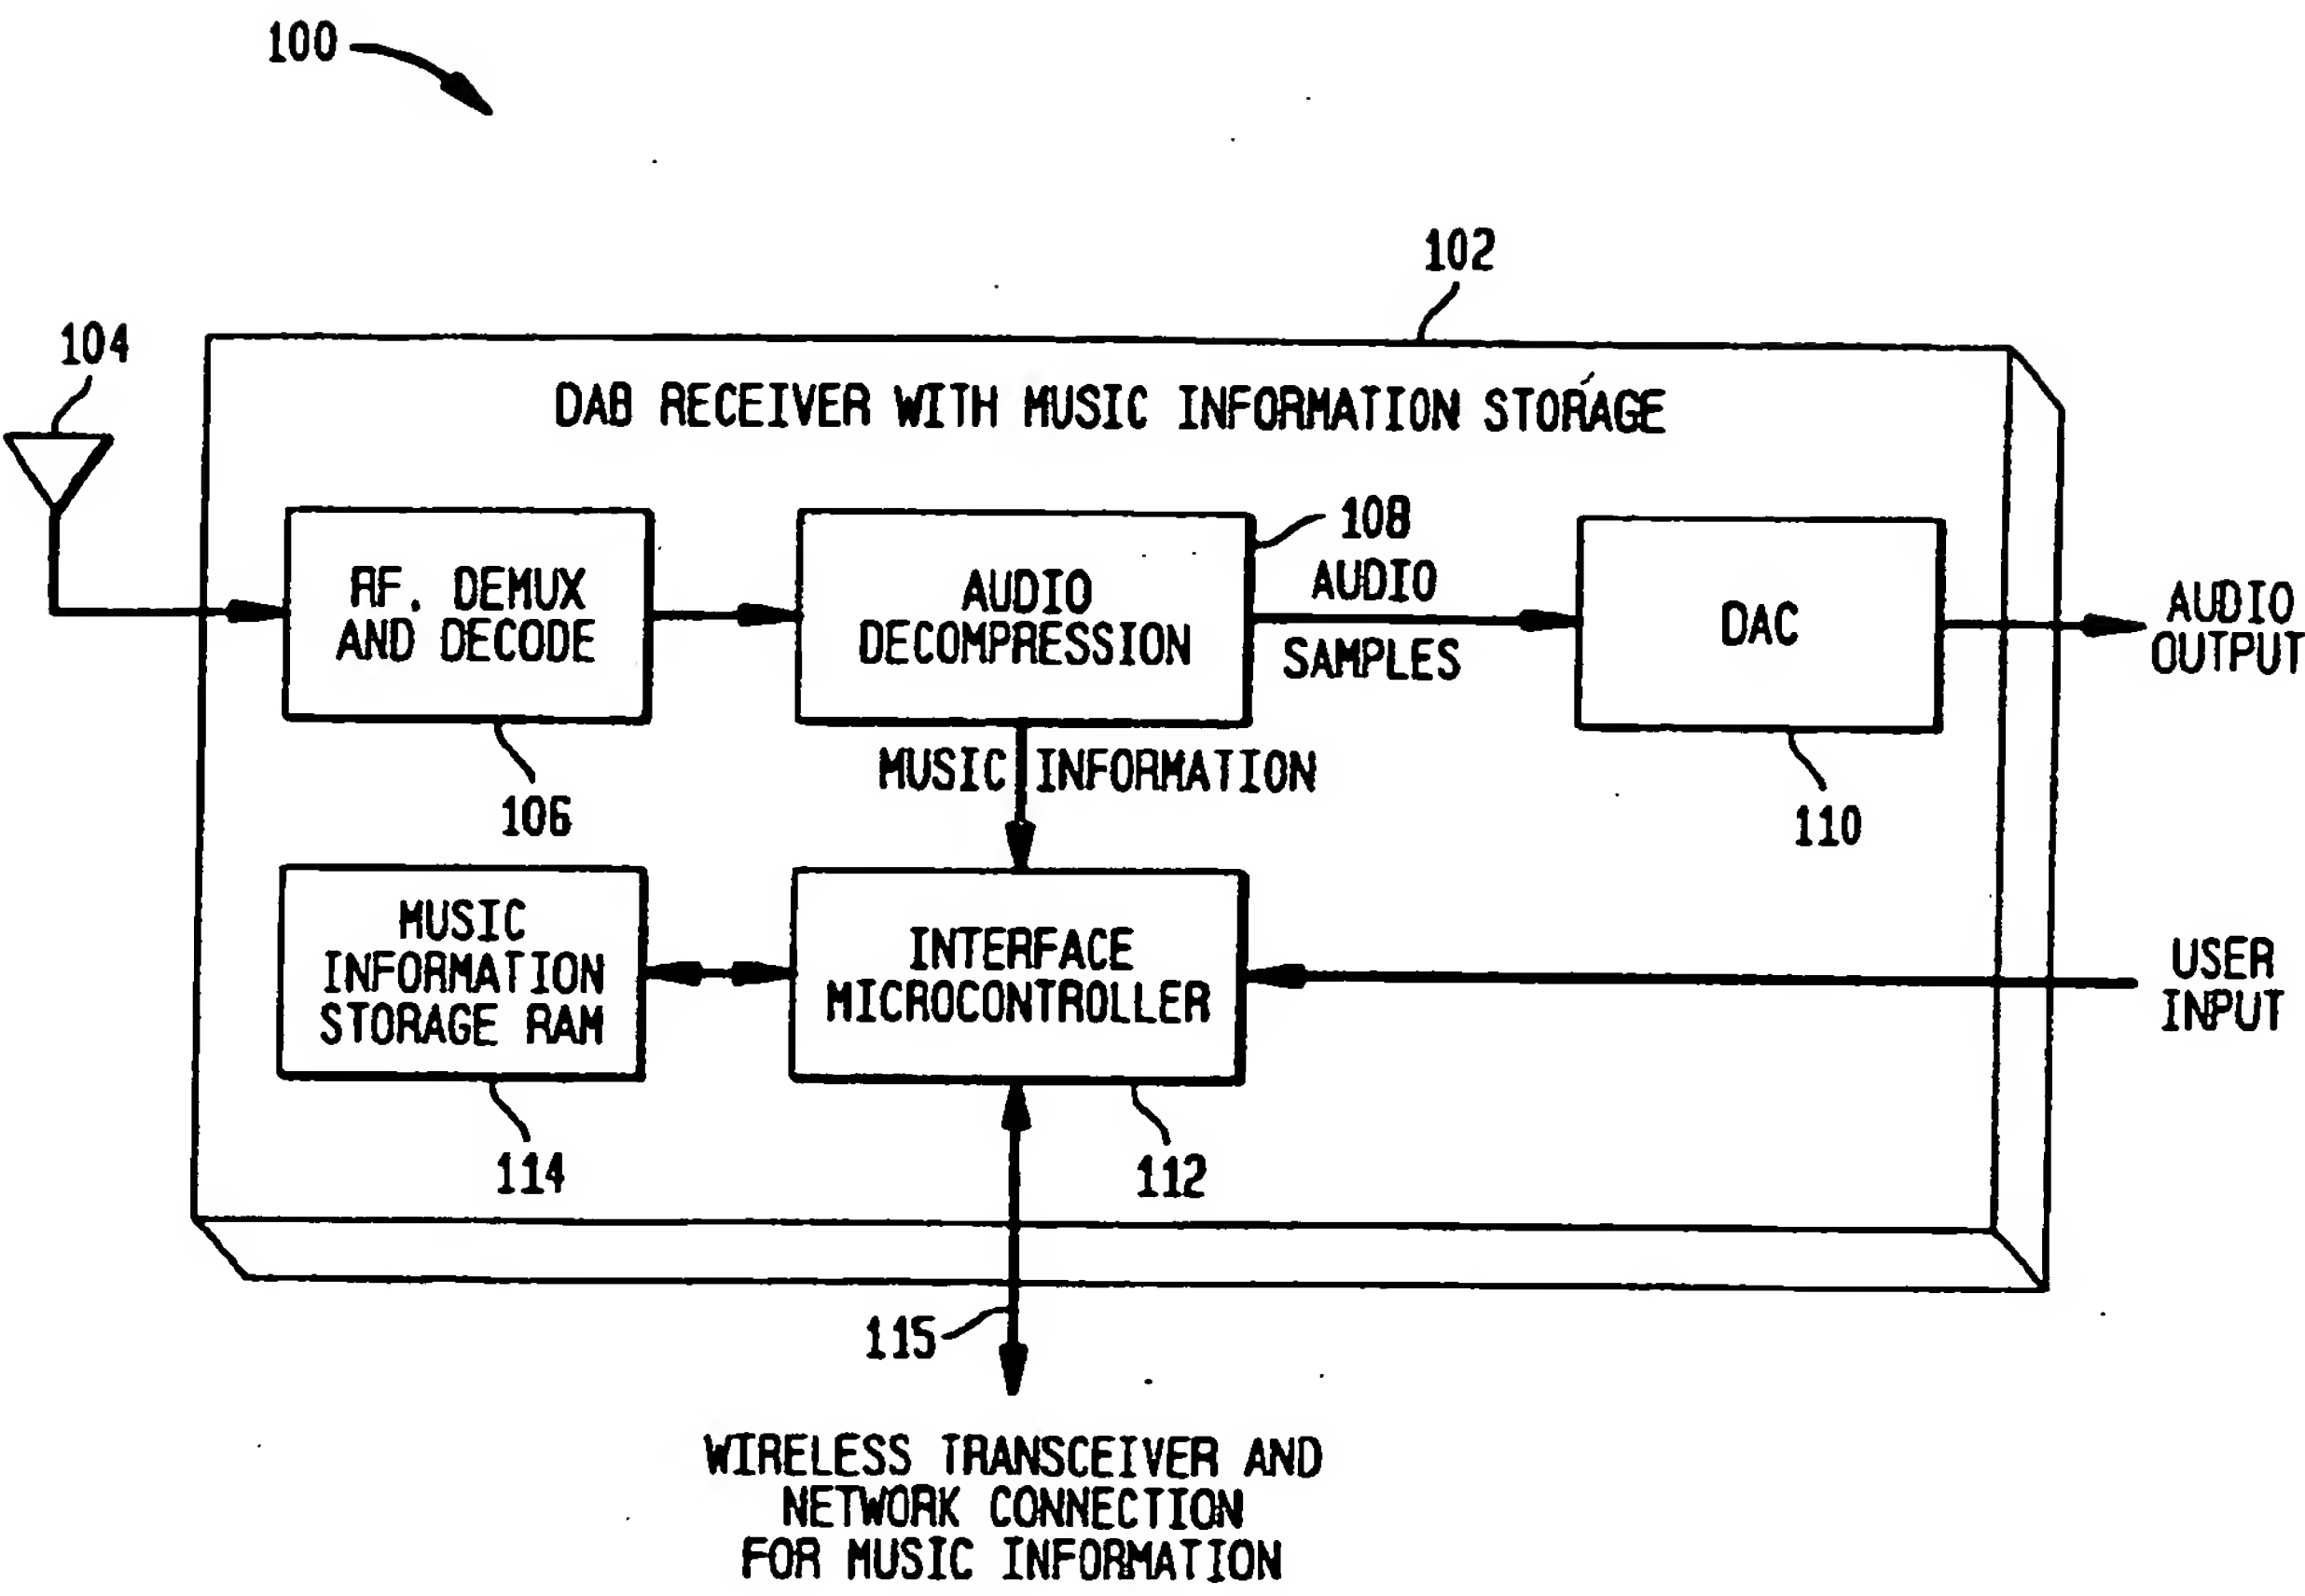 100
102
104
DAB RECEIVER WITH MUSIC INFORMATION STORAGE
108
RF. DEMUX
AND DECODE
AUDIO
DECOMPRESSION
AUDIO
SAMPLES
DAC
AUDIO
OUTPUT
MUSIC INFORMATION
106
110
MUSIC
INFORMATION
STORAGE RAM
INTERFACE
MICROCONTROLLER
USER
INPUT
114
112
115
WIRELESS TRANSCEIVER AND
NETWORK CONNECTION
FOR MUSIC INFORMATION